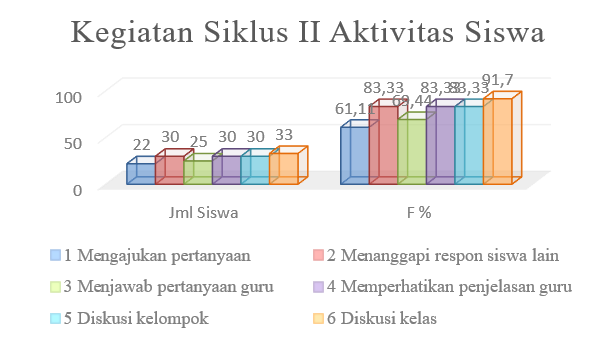 Kegiatan Siklus II Aktivitas Siswa
100
50
0
22 30 25 30 30 33
61,11 83,33 69,44 83,33 83,33 91,7
Jml Siswa F %
1 Mengajukan pertanyaan 2 Menanggapi respon siswa lain
3 Menjawab pertanyaan guru 4 Memperhatikan penjelasan guru
5 Diskusi kelompok 6 Diskusi kelas